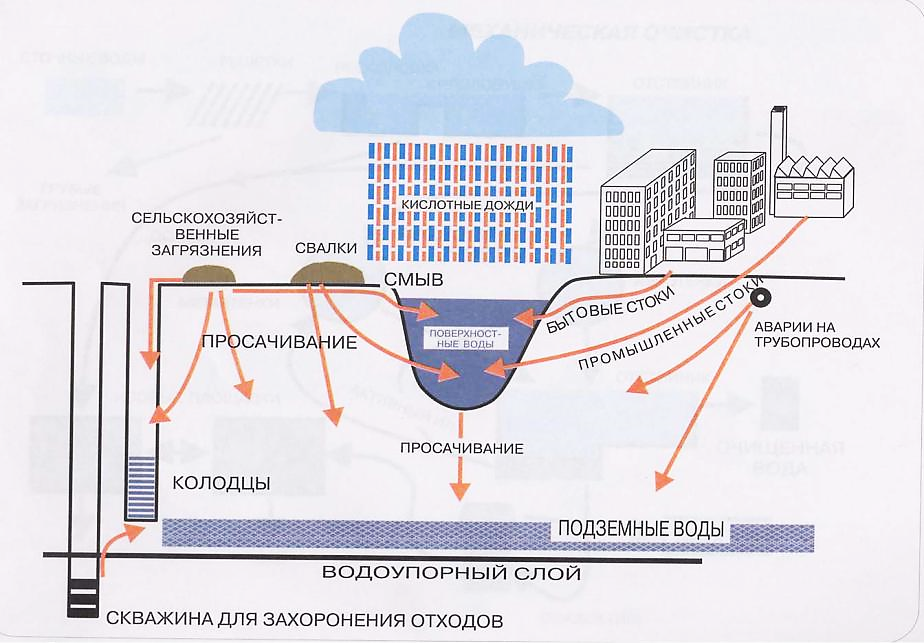 КИСЛОТНЫЕ ДОЖДИ
СЕЛЬСКОХОЗЯЙСТ-
ВЕННЫЕ
ЗАГРЯЗНЕНИЯ
СВАЛКИ
СМЫВ
ПОВЕРХНОСТ-
НЫЕ ВОДЫ
БЫТОВЫЕ СТОКИ
ПРОМЫШЛЕННЫЕ СТОКИ
АВАРИИ НА
ТРУБОПРОВОДАХ
ПРОСАЧИВАНИЕ
ПРОСАЧИВАНИЕ
КОЛОДЦЫ
ПОДЗЕМНЫЕ ВОДЫ
ВОДОУПОРНЫЙ СЛОЙ
СКВАЖИНА ДЛЯ ЗАХОРОНЕНИЯ ОТХОДОВ